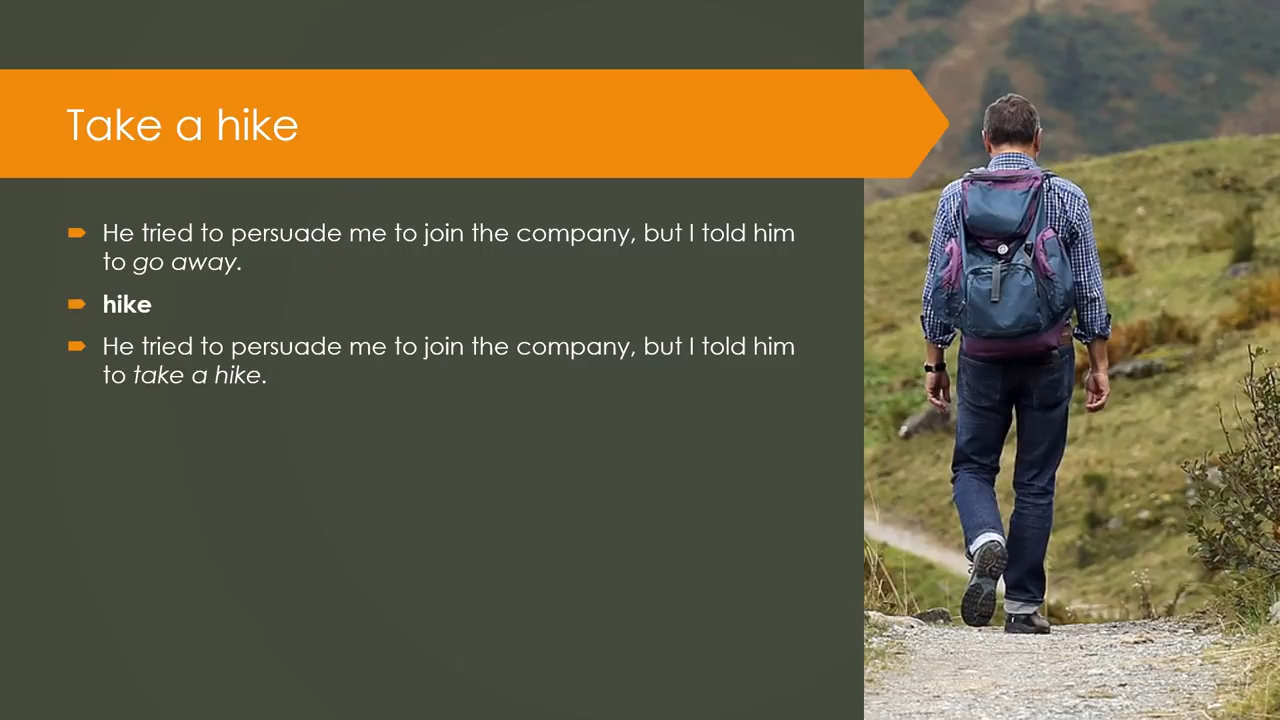 Take a hike
He tried to persuade me to join the company, but I told him
to go away.
hike
He tried to persuade me to join the company, but I told him
to take a hike.